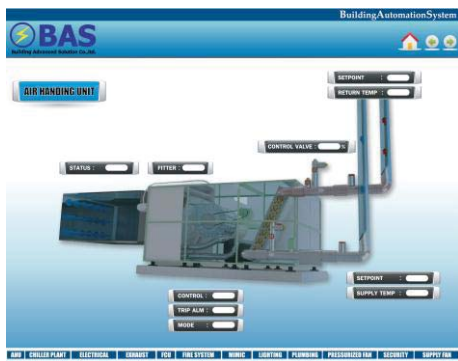 BuildingAutomationSystem
BAS
Building Advanced Solution Co.,Ltd.
AIR HANDING UNIT
SETPOINT :
RETURN TEMP :
CONTROL VALVE : %
STATUS :
FITTER :
SETPOINT :
SUPPLY TEMP :
CONTROL :
TRIP ALM :
MODE :
AHU CHILLER PLANT ELECTRICAL EXHAUST FCU FIRE SYSTEM MIMIC LIGHTING PLUMBING PRESSURIZED FAN SECURITY SUPPLY FAN